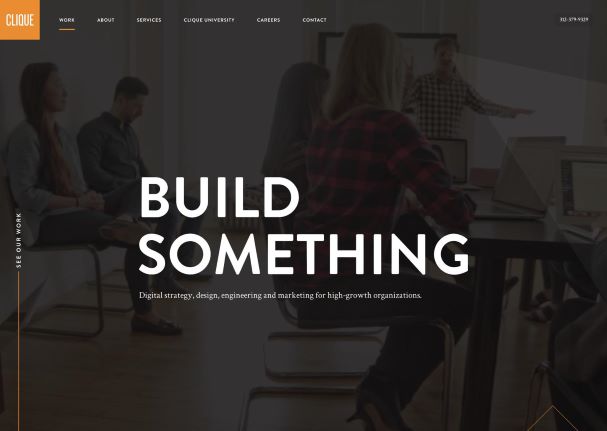 CLIQUE
WORK
ABOUT
SERVICES
CLIQUE UNIVERSITY
CAREERS
CONTACT
312-379-9329
BUILD
SOMETHING
Digital strategy, design, engineering and marketing for high-growth organizations.
SEE OUR WORK